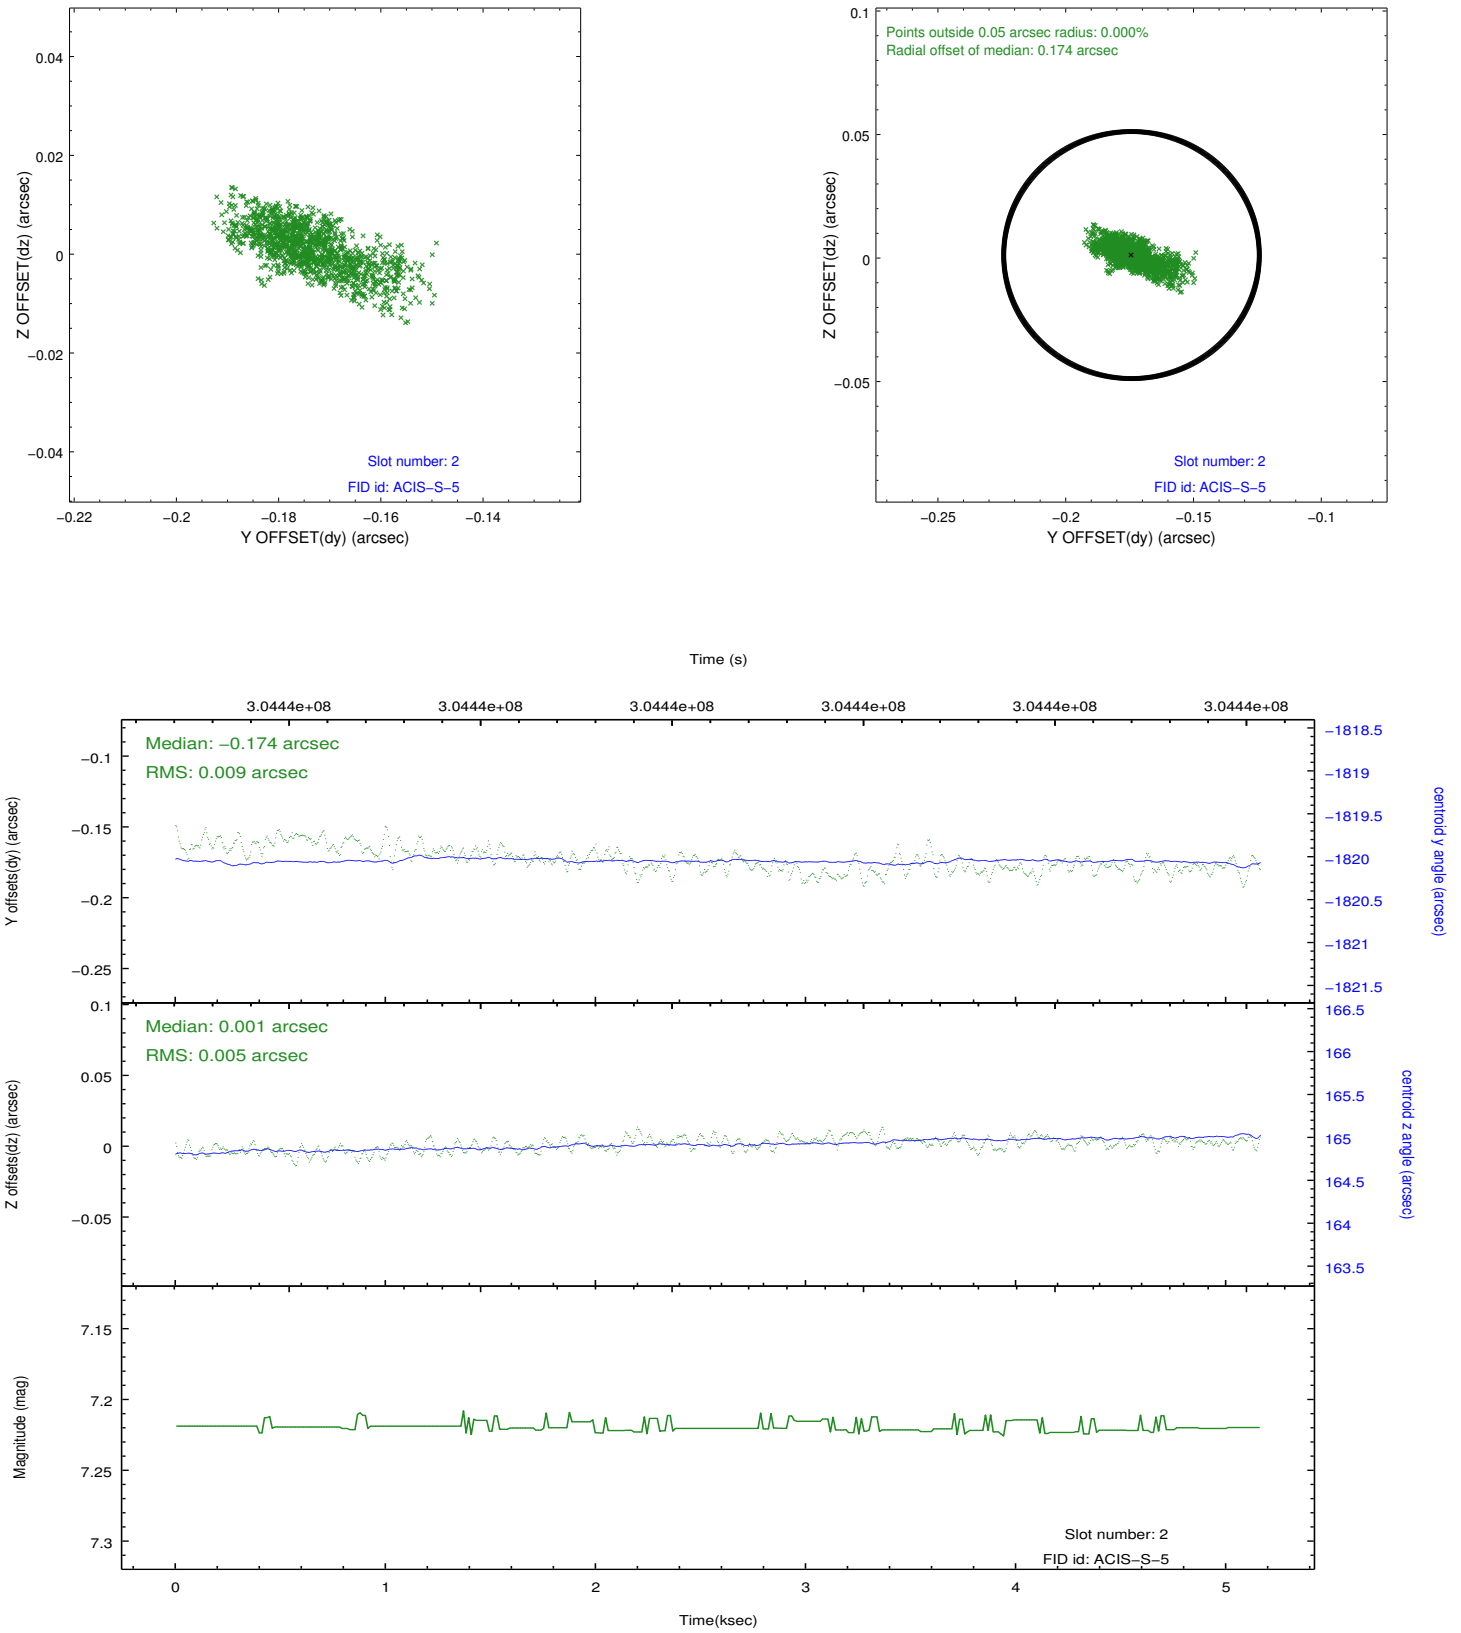 0.04
0.02
0
−0.02
−0.04
Z OFFSET(dz) (arcsec)
Slot number: 2
FID id: ACIS−S−5
−0.22
−0.2
−0.18
−0.16
−0.14
Y OFFSET(dy) (arcsec)
0.1
0.05
0
−0.05
Z OFFSET(dz) (arcsec)
Points outside 0.05 arcsec radius: 0.000%
Radial offset of median: 0.174 arcsec
Slot number: 2
FID id: ACIS−S−5
−0.25
−0.2
−0.15
−0.1
Y OFFSET(dy) (arcsec)
Time (s)
3.0444e+08
3.0444e+08
3.0444e+08
3.0444e+08
3.0444e+08
3.0444e+08
Median: −0.174 arcsec
RMS: 0.009 arcsec
−0.1
−0.15
−0.2
−0.25
Y offsets(dy) (arcsec)
−1818.5
−1819
−1819.5
−1820
−1820.5
−1821
−1821.5
centroid y angle (arcsec)
Median: 0.001 arcsec
RMS: 0.005 arcsec
0.1
0.05
0
−0.05
Z offsets(dz) (arcsec)
166.5
166
165.5
165
164.5
164
163.5
centroid z angle (arcsec)
7.15
7.2
7.25
7.3
Magnitude (mag)
Slot number: 2
FID id: ACIS−S−5
0
1
2
3
4
5
Time(ksec)